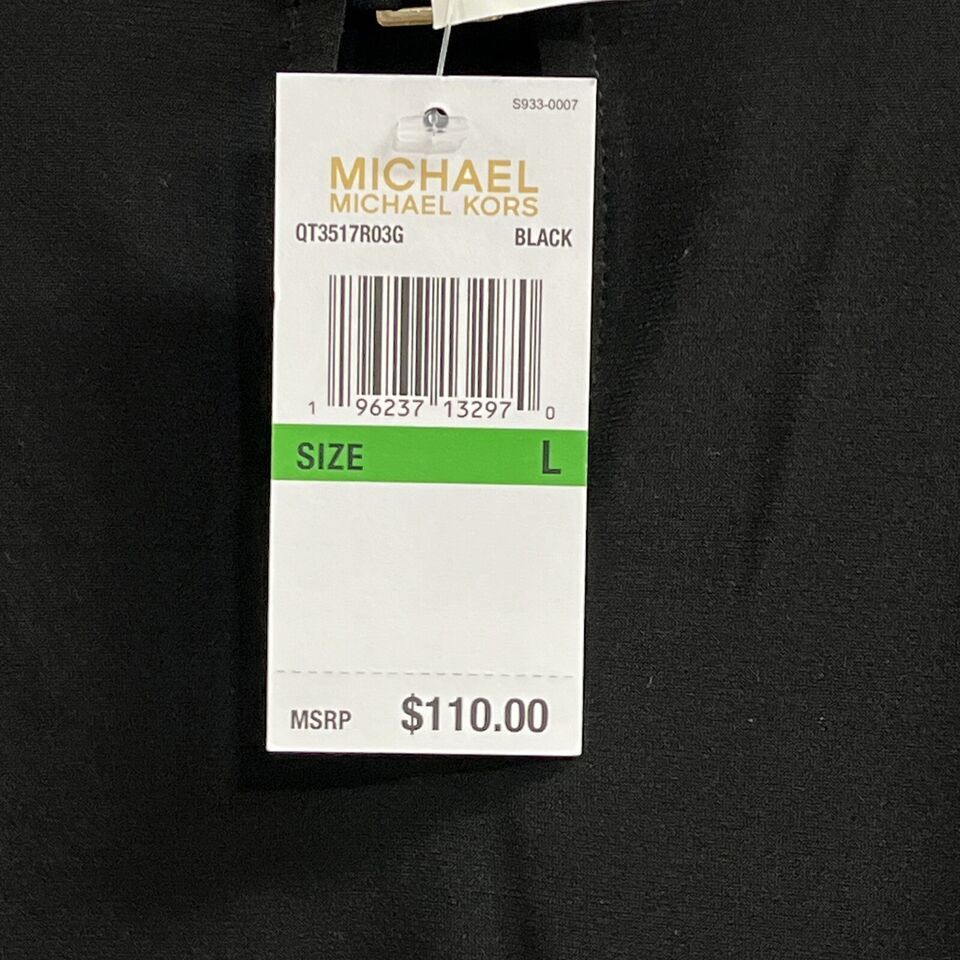 S933-0007
MICHAEL
MICHAEL KORS
QT3517R03G BLACK
1 96237 13297 0
SIZE L
MSRP $110.00